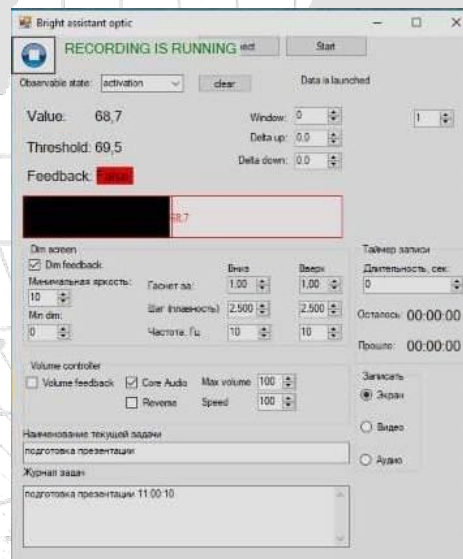 Bright assistant optic
RECORDING IS RUNNING
Start
Observable state: activation clear Data is launched
Value: 68,7
Window: 0 1
Delta up: 0.0
Threshold: 69,5
Delta down: 0.0
Feedback: False
68,7
Dim screen
Dim feedback
Вниз Вверх
Минимальная яркость:
Гаснет за: 1,00 1,00
10
Шаг (плавность) 2,500 2,500
Min dim:
0 Частота, Гц 10 10
Таймер записи
Длительность, сек:
0
Осталось: 00:00:00
Прошло: 00:00:00
Volume controller
Volume feedback Core Audio Max volume 100
Reverse Speed 100
Записать
Экран
Видео
Аудио
Наименование текущей задачи
подготовка презентации
Журнал задач
подготовка презентации 11:00:10